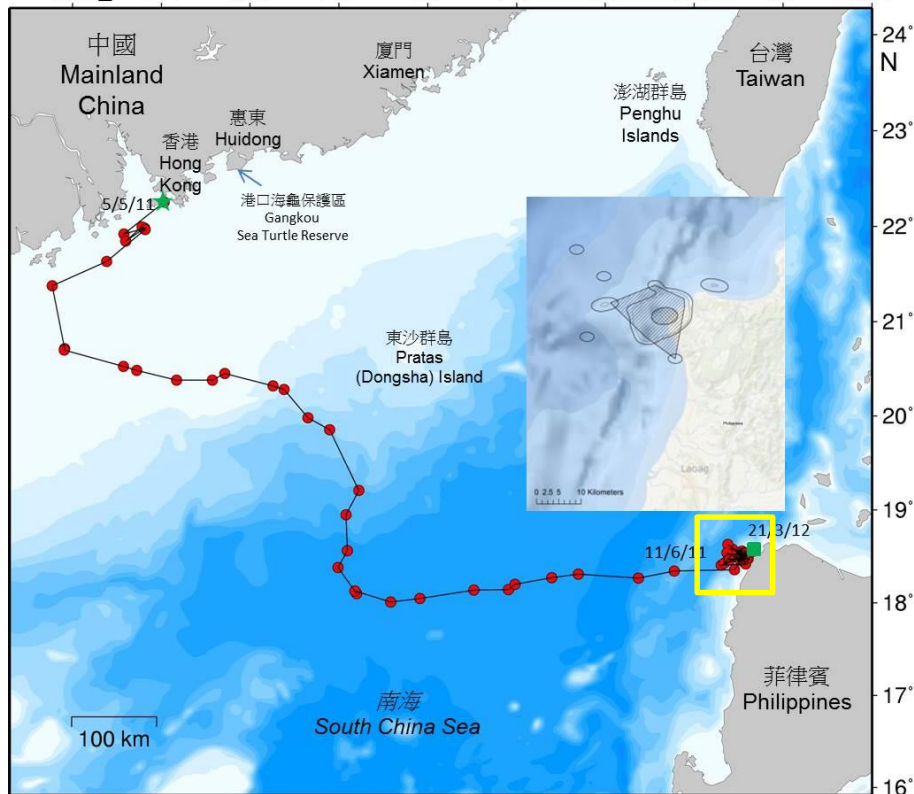 中國
Mainland
China
廈門
Xiamen
台灣
Taiwan
24°
N
澎湖群島
Penghu
Islands
23°
惠東
Huidong
香港
Hong
Kong
5/5/11
港口海龜保護區
Gangkou
Sea Turtle Reserve
22°
21°
東沙群島
Pratas
(Dongsha) Island
20°
Philippines
Laoag
0 2.5 5 10 Kilometers
19°
21/3/12
11/6/11
18°
菲律賓
Philippines
17°
南海
South China Sea
100 km
16°